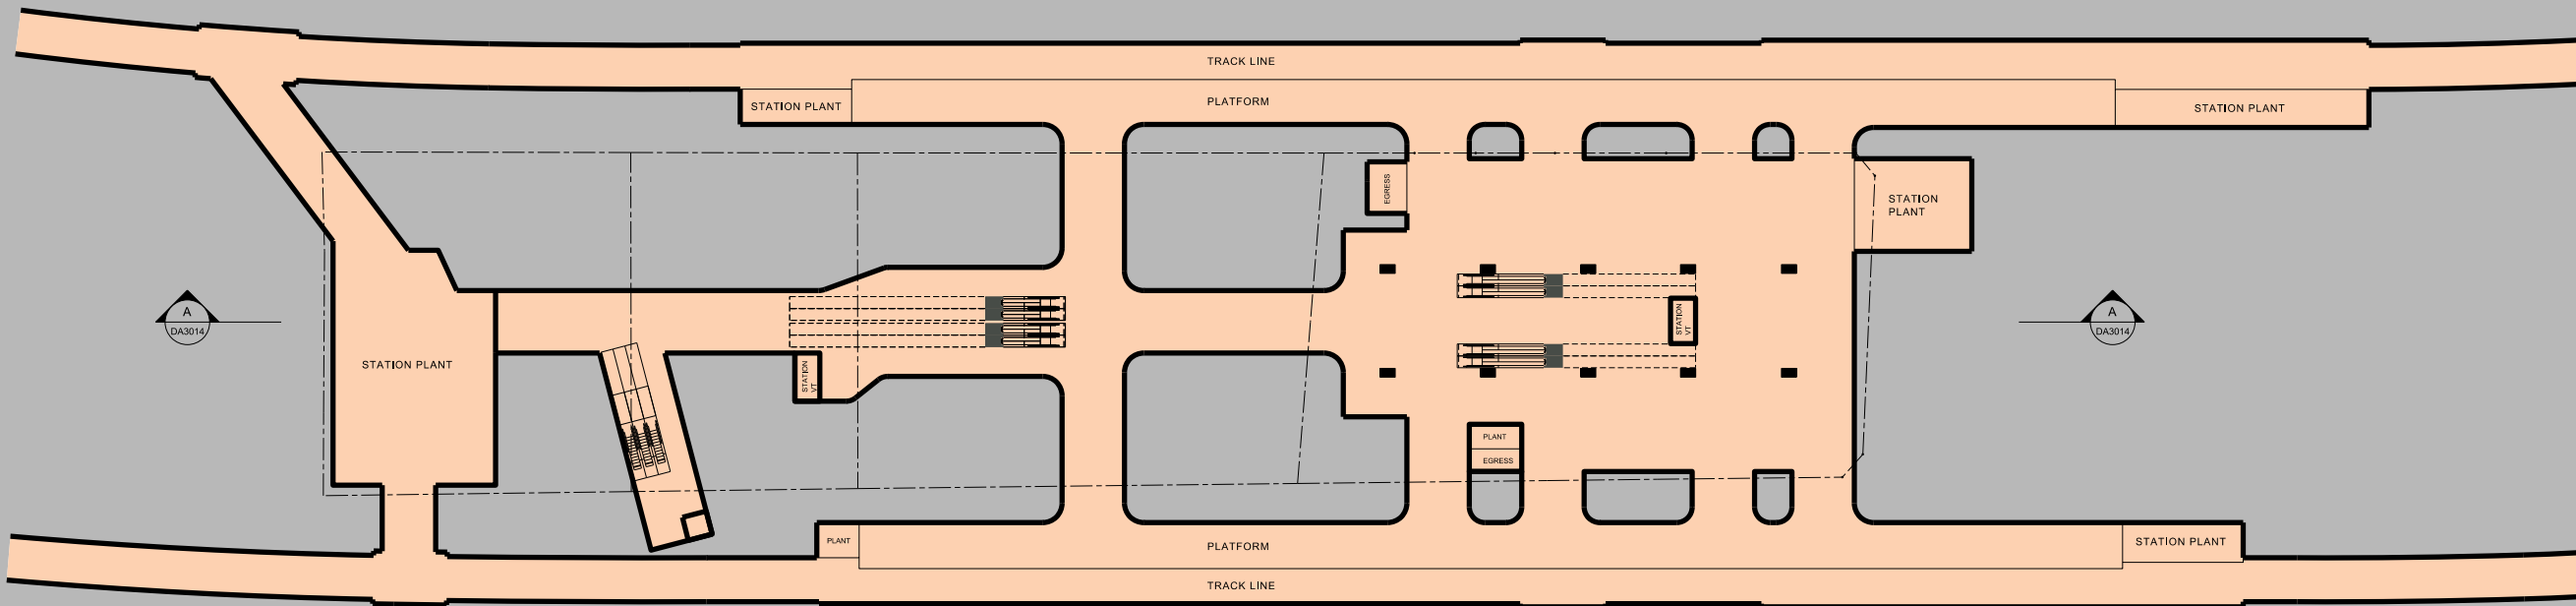 TRACK LINE
STATION PLANT
PLATFORM
STATION PLANT
EGRESS
STATION
PLANT
A
DA3014
STATION
VT
A
DA3014
STATION PLANT
STATION
VT
PLANT
EGRESS
PLANT
PLATFORM
STATION PLANT
TRACK LINE